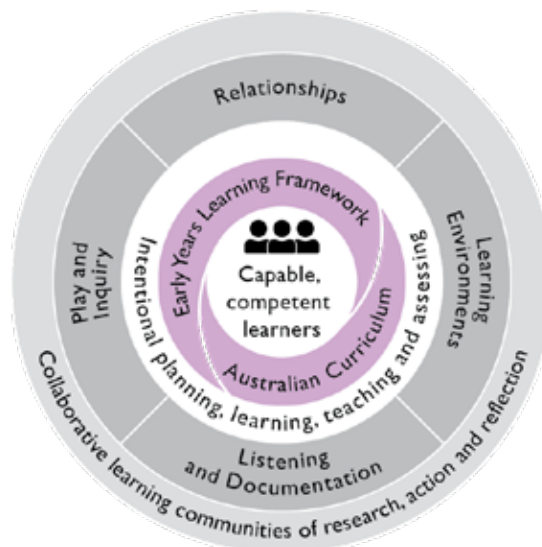 Relationships
Early Years Learning Framework
Capable,
competent
learners
Australian Curriculum
Play and
Inquiry
Learning
Environments
Intentional planning, learning, teaching and assessing
Listening
and Documentation
Collaborative learning communities of research, action and reflection